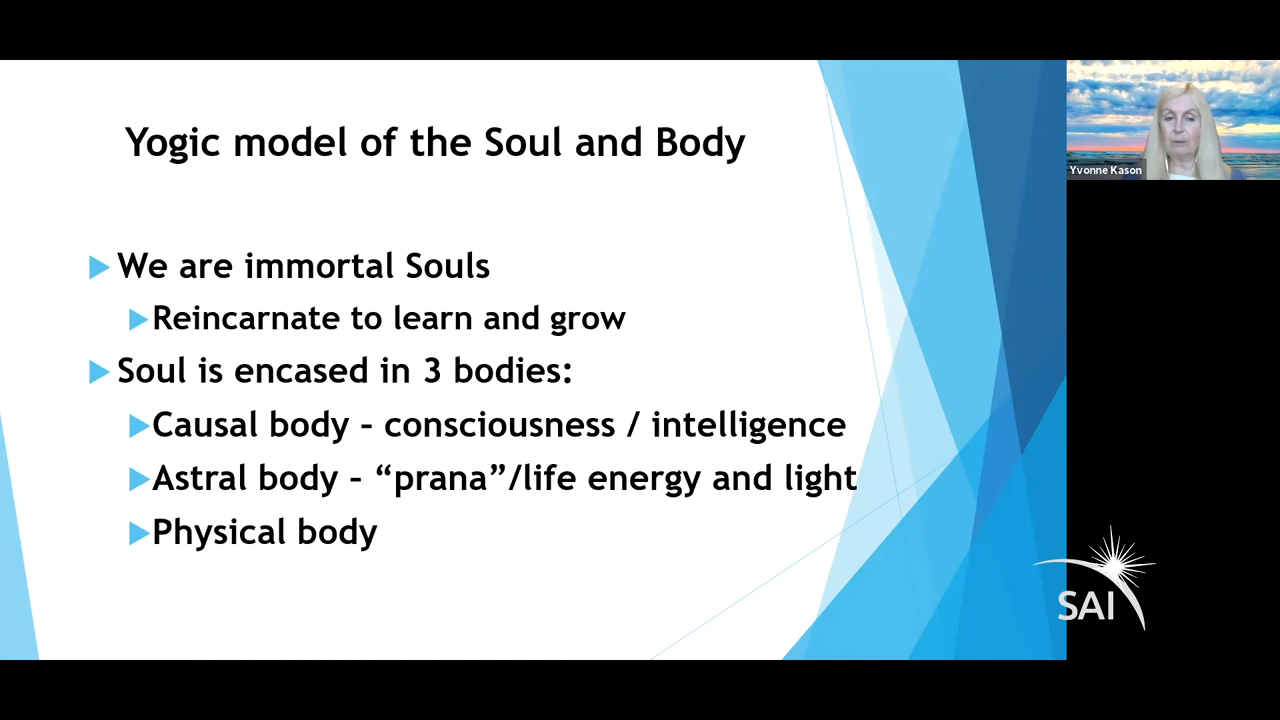 Yogic model of the Soul and Body
We are immortal Souls
Reincarnate to learn and grow
Soul is encased in 3 bodies:
Causal body – consciousness / intelligence
Astral body – “prana”/life energy and light
Physical body
Yvonne Kason
SAI